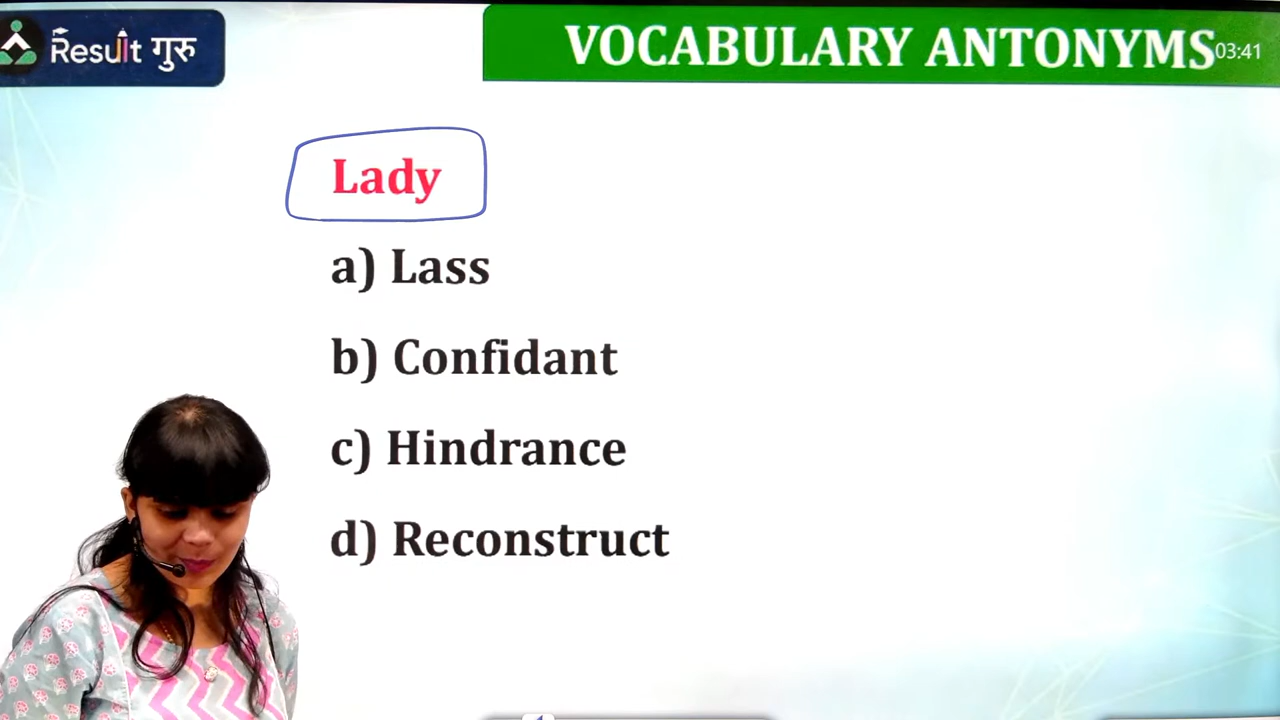 Result गुरु
VOCABULARY ANTONYMS
03:41
Lady
a) Lass
b) Confidant
c) Hindrance
d) Reconstruct